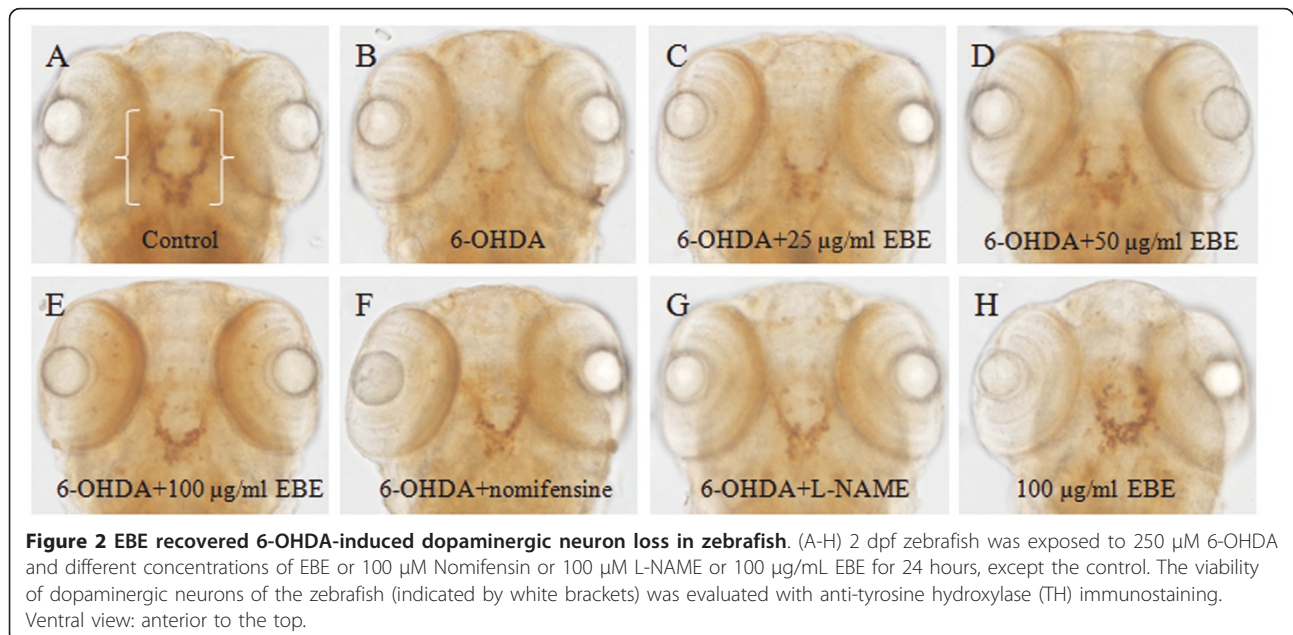 A
Control
B
6-OHDA
C
6-OHDA+25 µg/ml EBE
D
6-OHDA+50 µg/ml EBE
E
6-OHDA+100 µg/ml EBE
F
6-OHDA+nomifensine
G
6-OHDA+L-NAME
H
100 µg/ml EBE
Figure 2 EBE recovered 6-OHDA-induced dopaminergic neuron loss in zebrafish. (A-H) 2 dpf zebrafish was exposed to 250 μM 6-OHDA
and different concentrations of EBE or 100 μM Nomifensin or 100 μM L-NAME or 100 μg/mL EBE for 24 hours, except the control. The viability
of dopaminergic neurons of the zebrafish (indicated by white brackets) was evaluated with anti-tyrosine hydroxylase (TH) immunostaining.
Ventral view: anterior to the top.